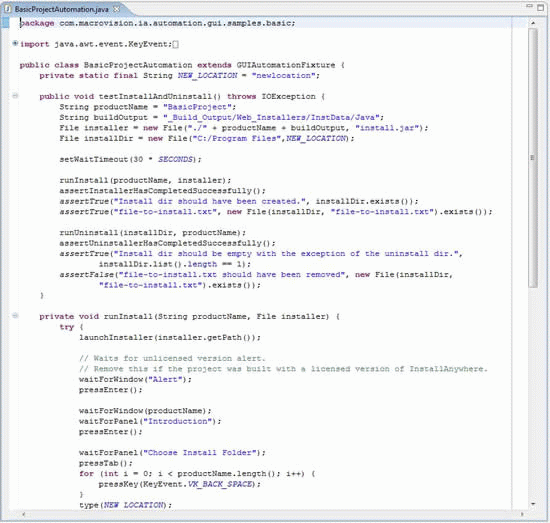 BasicProjectAutomation.java
package com.macrovision.ia.automation.gui.samples.basic;
import java.awt.event.KeyEvent;
public class BasicProjectAutomation extends GUIAutomationFixture {
private static final String NEW_LOCATION = "newlocation";
public void testInstallAndUninstall() throws IOException {
String productName = "BasicProject";
String buildOutput = "_Build_Output/Web_Installers/InstData/Java";
File installer = new File("./" + productName + buildOutput, "install.jar");
File installDir = new File("C:/Program Files",NEW_LOCATION);
setWaitTimeout(30 * SECONDS);
runInstall(productName, installer);
assertInstallerHasCompletedSuccessfully();
assertTrue("Install dir should have been created.", installDir.exists());
assertTrue("file-to-install.txt", new File(installDir, "file-to-install.txt").exists());
runUninstall(installDir, productName);
assertUninstallerHasCompletedSuccessfully();
assertTrue("Install dir should be empty with the exception of the uninstall dir.",
installDir.list().length == 1);
assertFalse("file-to-install.txt should have been removed", new File(installDir,
"file-to-install.txt").exists());
}
private void runInstall(String productName, File installer) {
try {
launchInstaller(installer.getPath());
// Waits for unlicensed version alert.
// Remove this if the project was built with a licensed version of InstallAnywhere.
waitForWindow("Alert");
pressEnter();
waitForWindow(productName);
waitForPanel("Introduction");
pressEnter();
waitForPanel("Choose Install Folder");
pressTab();
for (int i = 0; i < productName.length(); i++) {
pressKey(KeyEvent.VK_BACK_SPACE);
}
type(NEW LOCATION);